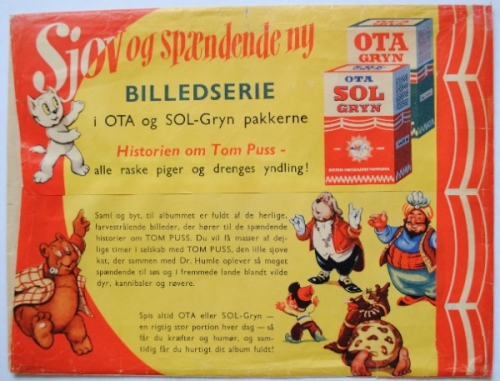 Sjov og spændende ny
BILLEDSERIE
i OTA og SOL-Gryn pakkerne
Historien om Tom Puss -
alle raske piger og drenges yndling!
OTA
GRYN
OTA
SOL
GRYN
Saml og byt, til albummet er fuldt af de herlige,
farvestrålende billeder, der hører til de spændende
historier om TOM PUSS. Du vil få masser af dej-
lige timer i selskab med TOM PUSS, den lille sjove
kat, der sammen med Dr. Humle oplever så meget
spændende til søs og i fremmede lande blandt vilde
dyr, kannibaler og røvere.
Spis altid OTA eller SOL-Gryn —
en rigtig stor portion hver dag — så
får du kræfter og humør, og sam-
tidig får du hurtigt dit album fuldt!